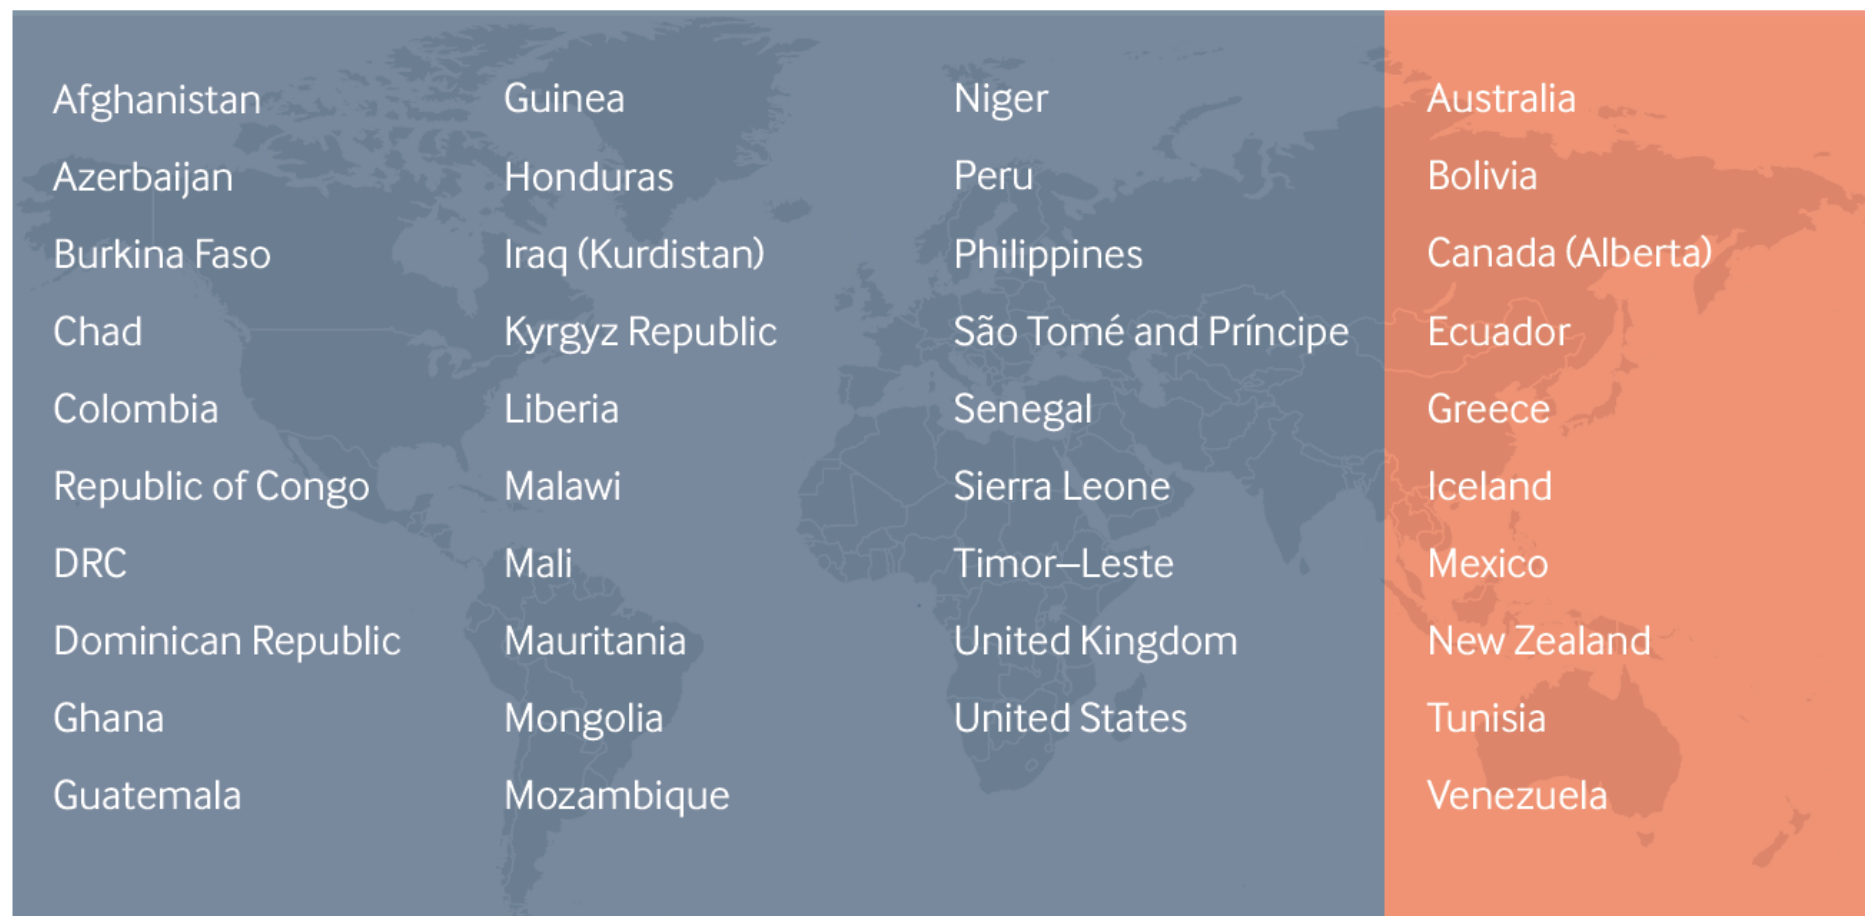 Afghanistan
Azerbaijan
Burkina Faso
Chad
Colombia
Republic of Congo
DRC
Dominican Republic
Ghana
Guatemala
Guinea
Honduras
Iraq (Kurdistan)
Kyrgyz Republic
Liberia
Malawi
Mali
Mauritania
Mongolia
Mozambique
Niger
Peru
Philippines
São Tomé and Príncipe
Senegal
Sierra Leone
Timor–Leste
United Kingdom
United States
Australia
Bolivia
Canada (Alberta)
Ecuador
Greece
Iceland
Mexico
New Zealand
Tunisia
Venezuela